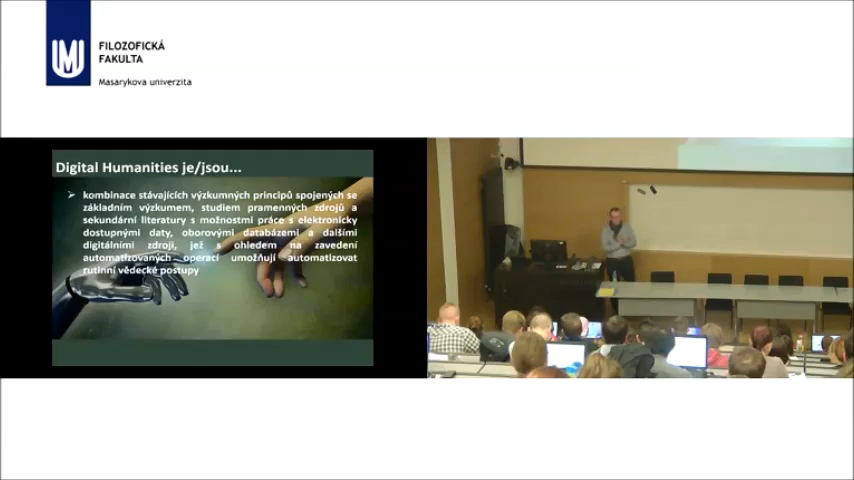 FILOZOFICKÁ
FAKULTA
Masarykova univerzita
Digital Humanities je/jsou...
kombinace stávajících výzkumných principů spojených se
základním výzkumem, studiem pramenných zdrojů a
sekundární literatury s možnostmi práce s elektronicky
dostupnými daty, oborovými databázemi a dalšími
digitálními zdroji, jež s ohledem na zavedení
automatizovaných operací umožňují automatizovat
rutinní vědecké postupy